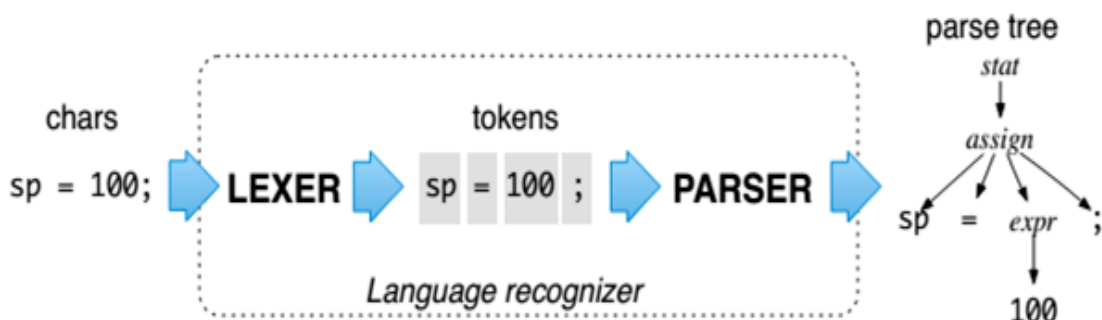 chars
sp = 100;
LEXER
tokens
sp = 100 ;
PARSER
Language recognizer
parse tree
stat
assign
sp = expr ;
100